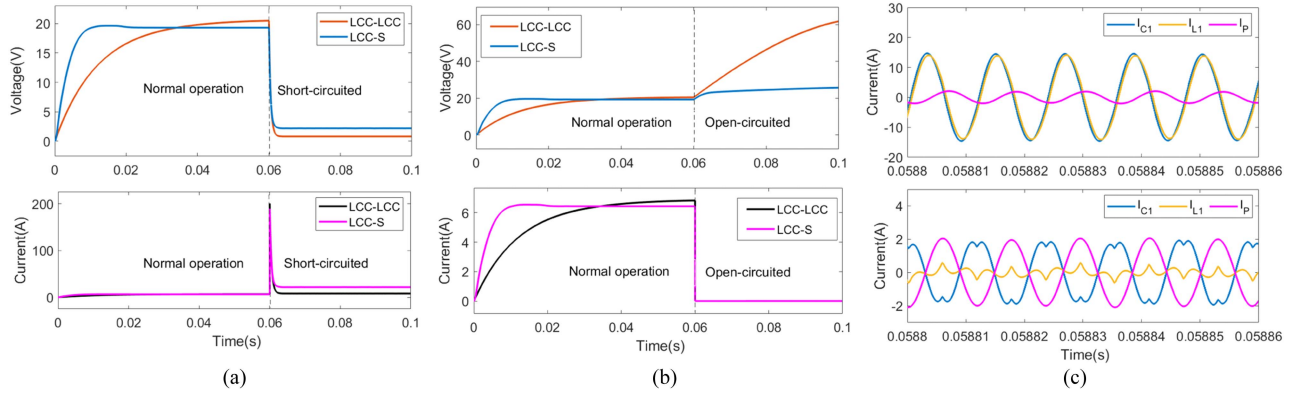 20
15
10
5
0
Voltage(V)
LCC-LCC
LCC-S
Normal operation
Short-circuited
0
0.02
0.04
0.06
0.08
0.1
200
100
0
Current(A)
LCC-LCC
LCC-S
Normal operation
Short-circuited
0
0.02
0.04
0.06
0.08
0.1
Time(s)
(a)
60
40
20
0
Voltage(V)
LCC-LCC
LCC-S
Normal operation
Open-circuited
0
0.02
0.04
0.06
0.08
0.1
6
4
2
0
Current(A)
LCC-LCC
LCC-S
Normal operation
Open-circuited
0
0.02
0.04
0.06
0.08
0.1
Time(s)
(b)
30
20
10
0
-10
-20
Current(A)
I_C1 I_L1 I_P
0.0588 0.05881 0.05882 0.05883 0.05884 0.05885 0.05886
4
2
0
-2
Current(A)
I_C1 I_L1 I_P
0.0588 0.05881 0.05882 0.05883 0.05884 0.05885 0.05886
Time(s)
(c)